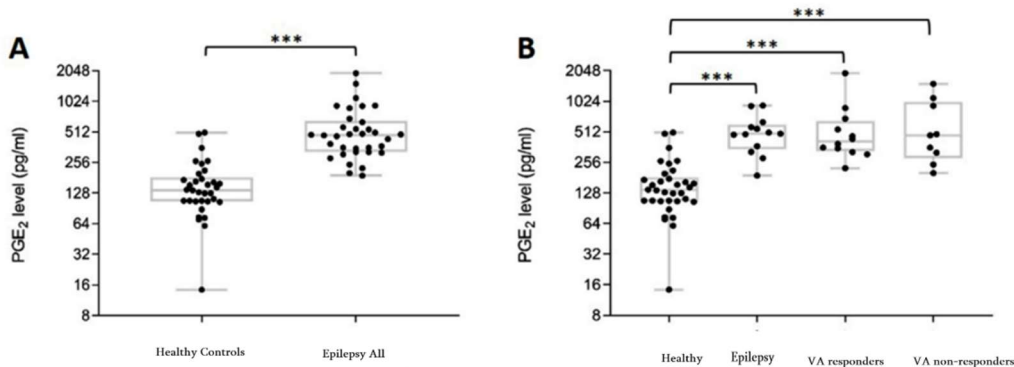 A
B
***
***
***
***
PGE2 level (pg/ml)
2048
1024
512
256
128
64
32
16
8
Healthy Controls
Epilepsy All
PGE2 level (pg/ml)
2048
1024
512
256
128
64
32
16
8
Healthy
Epilepsy
VA responders
VA non-responders